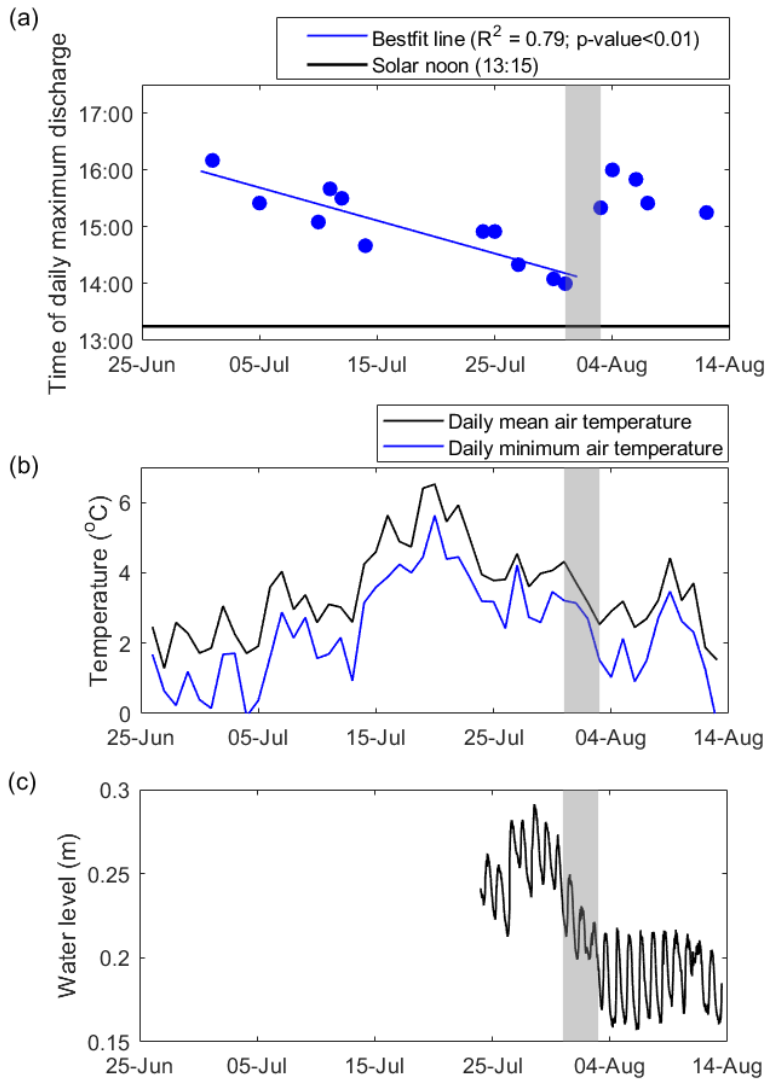 (a)
Bestfit line (R² = 0.79; p-value<0.01)
Solar noon (13:15)
Time of daily maximum discharge
17:00
16:00
15:00
14:00
13:00
25-Jun 05-Jul 15-Jul 25-Jul 04-Aug 14-Aug
(b)
Daily mean air temperature
Daily minimum air temperature
Temperature (°C)
6
4
2
0
25-Jun 05-Jul 15-Jul 25-Jul 04-Aug 14-Aug
(c)
Water level (m)
0.3
0.25
0.2
0.15
25-Jun 05-Jul 15-Jul 25-Jul 04-Aug 14-Aug